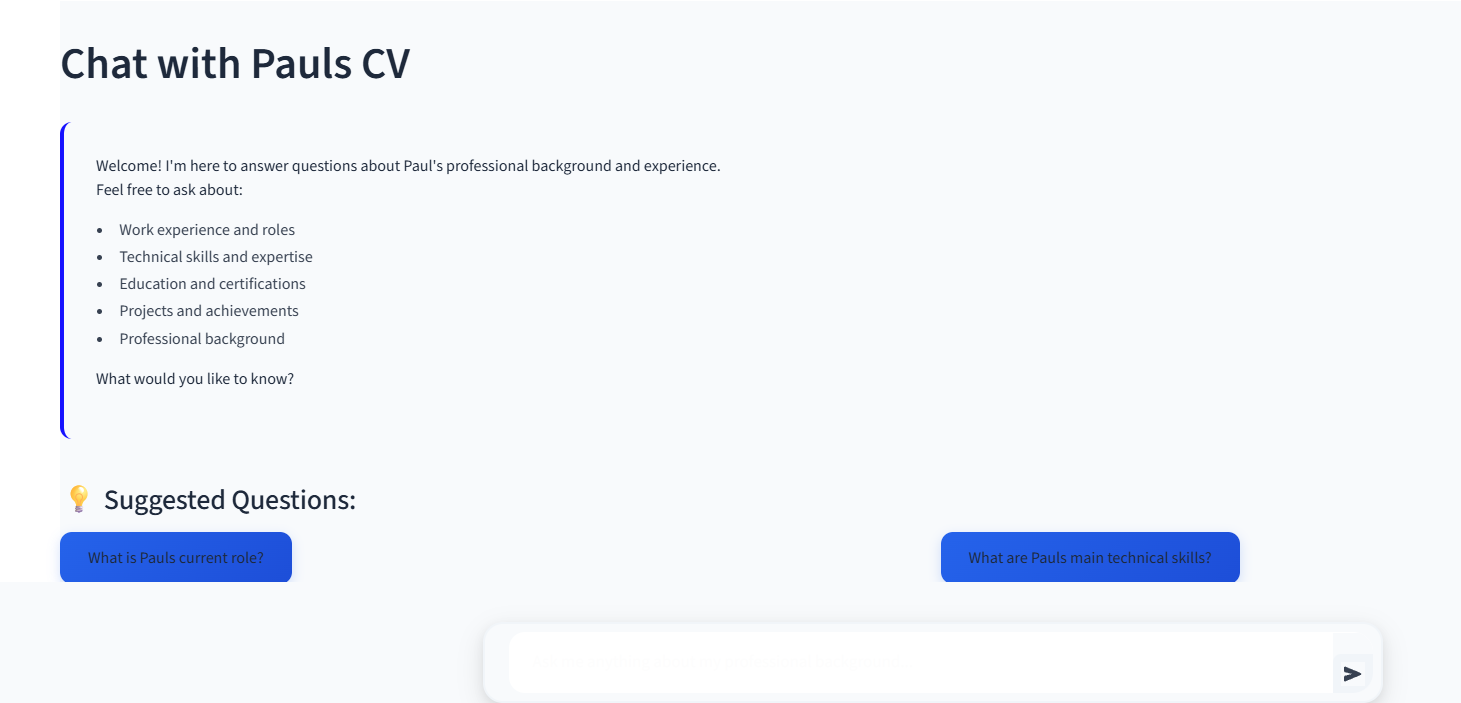 Chat with Pauls CV
Welcome! I'm here to answer questions about Paul's professional background and experience.
Feel free to ask about:
Work experience and roles
Technical skills and expertise
Education and certifications
Projects and achievements
Professional background
What would you like to know?
💡 Suggested Questions:
What is Pauls current role?
What are Pauls main technical skills?